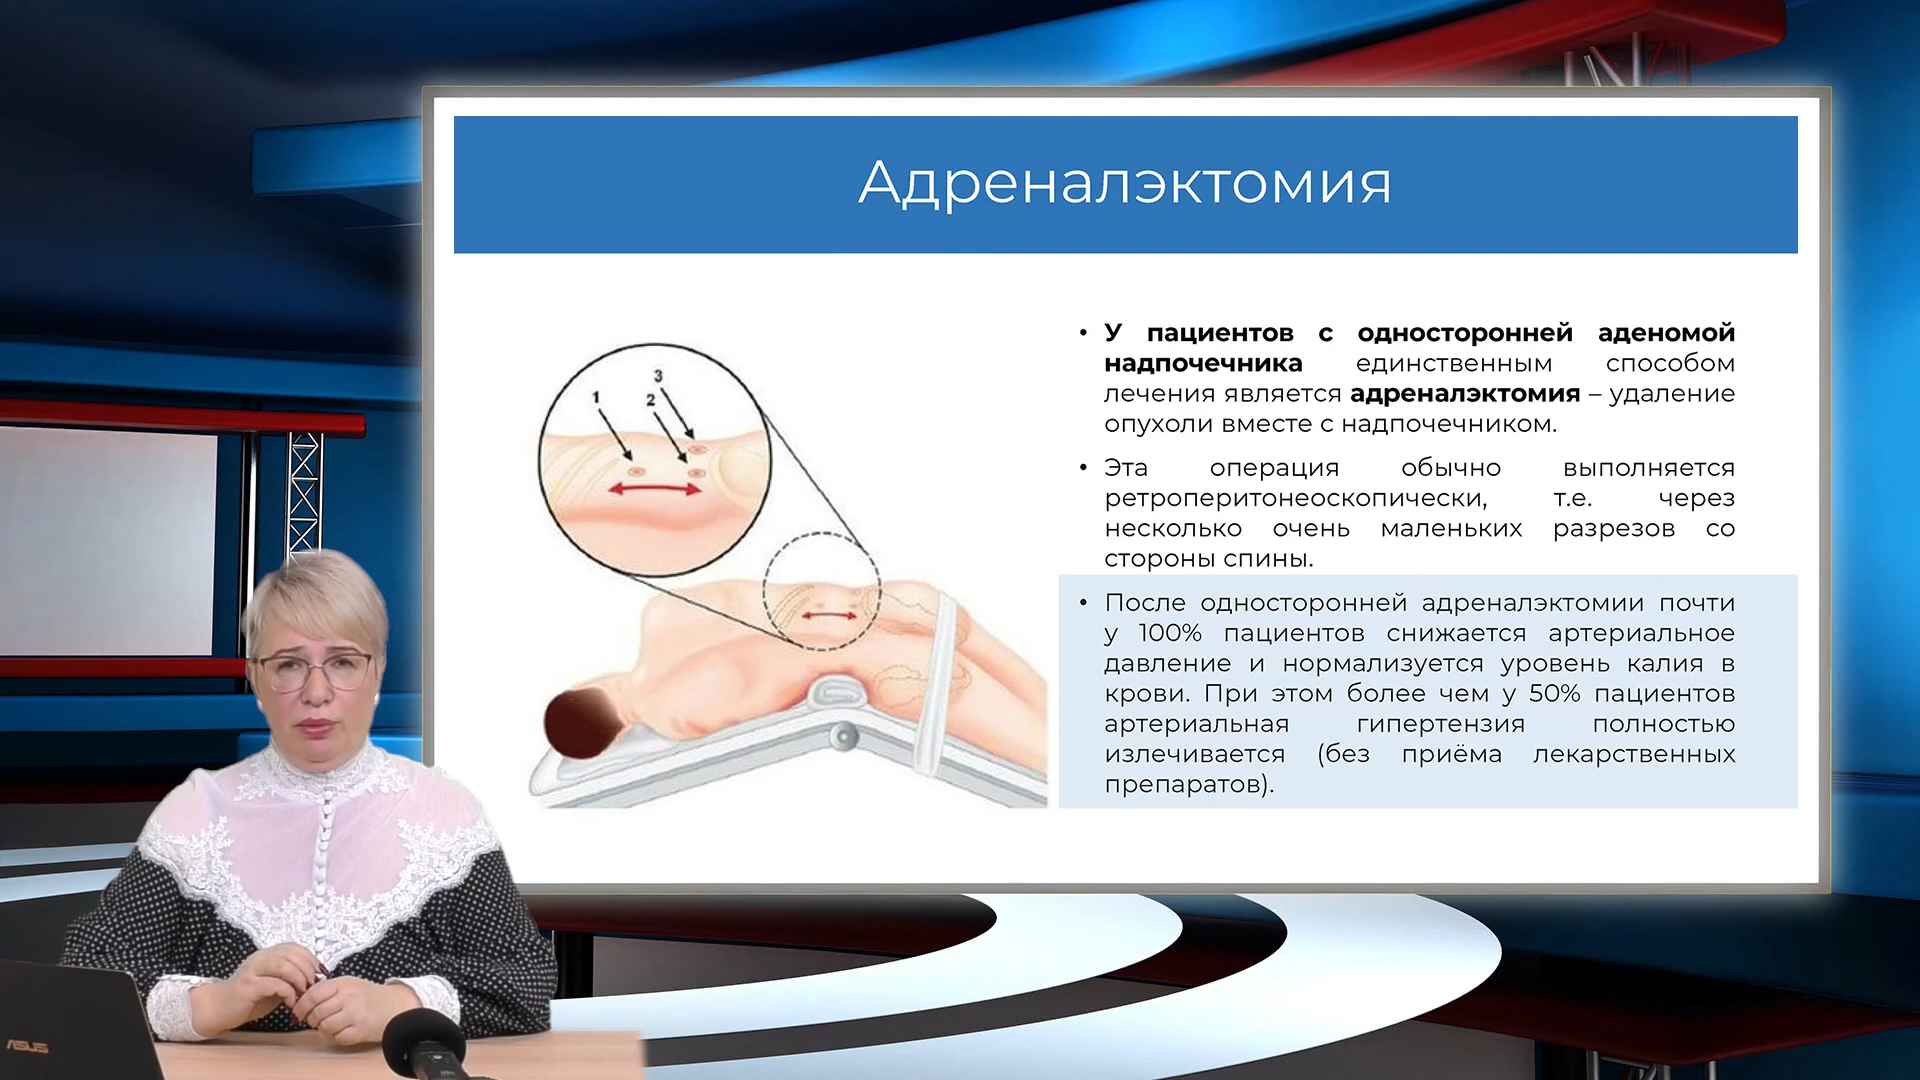 Адреналэктомия
3
1
2
• У пациентов с односторонней аденомой
надпочечника единственным способом
лечения является адреналэктомия – удаление
опухоли вместе с надпочечником.
• Эта операция обычно выполняется
ретроперитонеоскопически, т.е. через
несколько очень маленьких разрезов со
стороны спины.
• После односторонней адреналэктомии почти
у 100% пациентов снижается артериальное
давление и нормализуется уровень калия в
крови. При этом более чем у 50% пациентов
артериальная гипертензия полностью
излечивается (без приёма лекарственных
препаратов).
ASUS